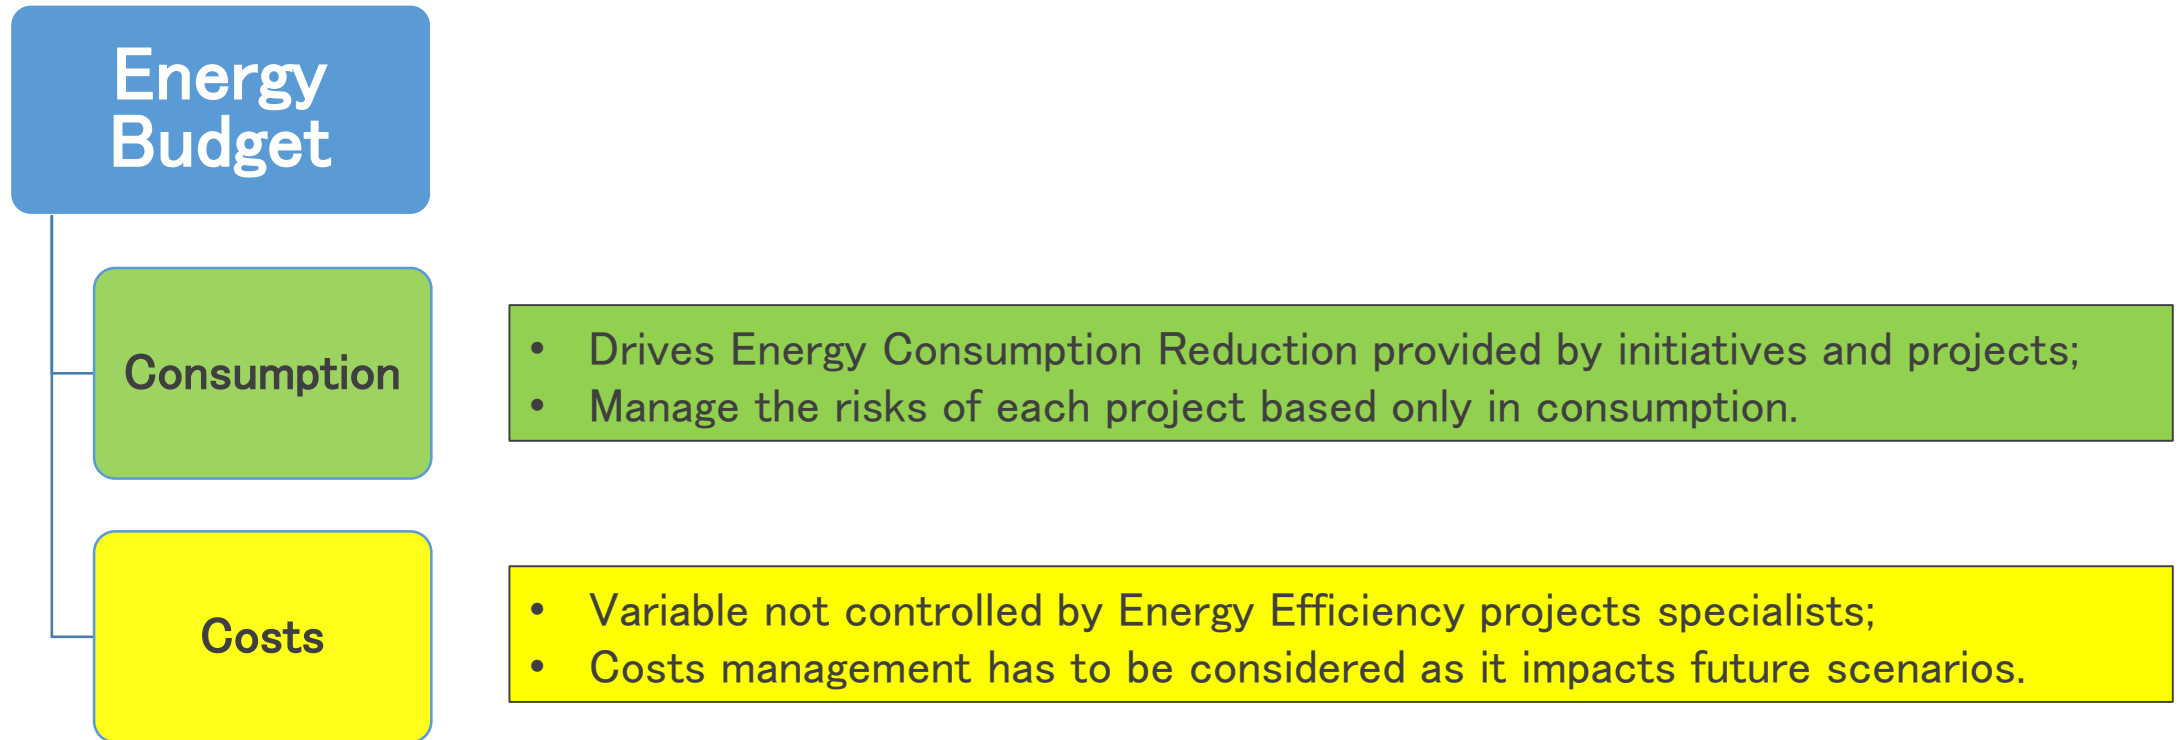 Energy
Budget
Consumption
• Drives Energy Consumption Reduction provided by initiatives and projects;
• Manage the risks of each project based only in consumption.
Costs
• Variable not controlled by Energy Efficiency projects specialists;
• Costs management has to be considered as it impacts future scenarios.